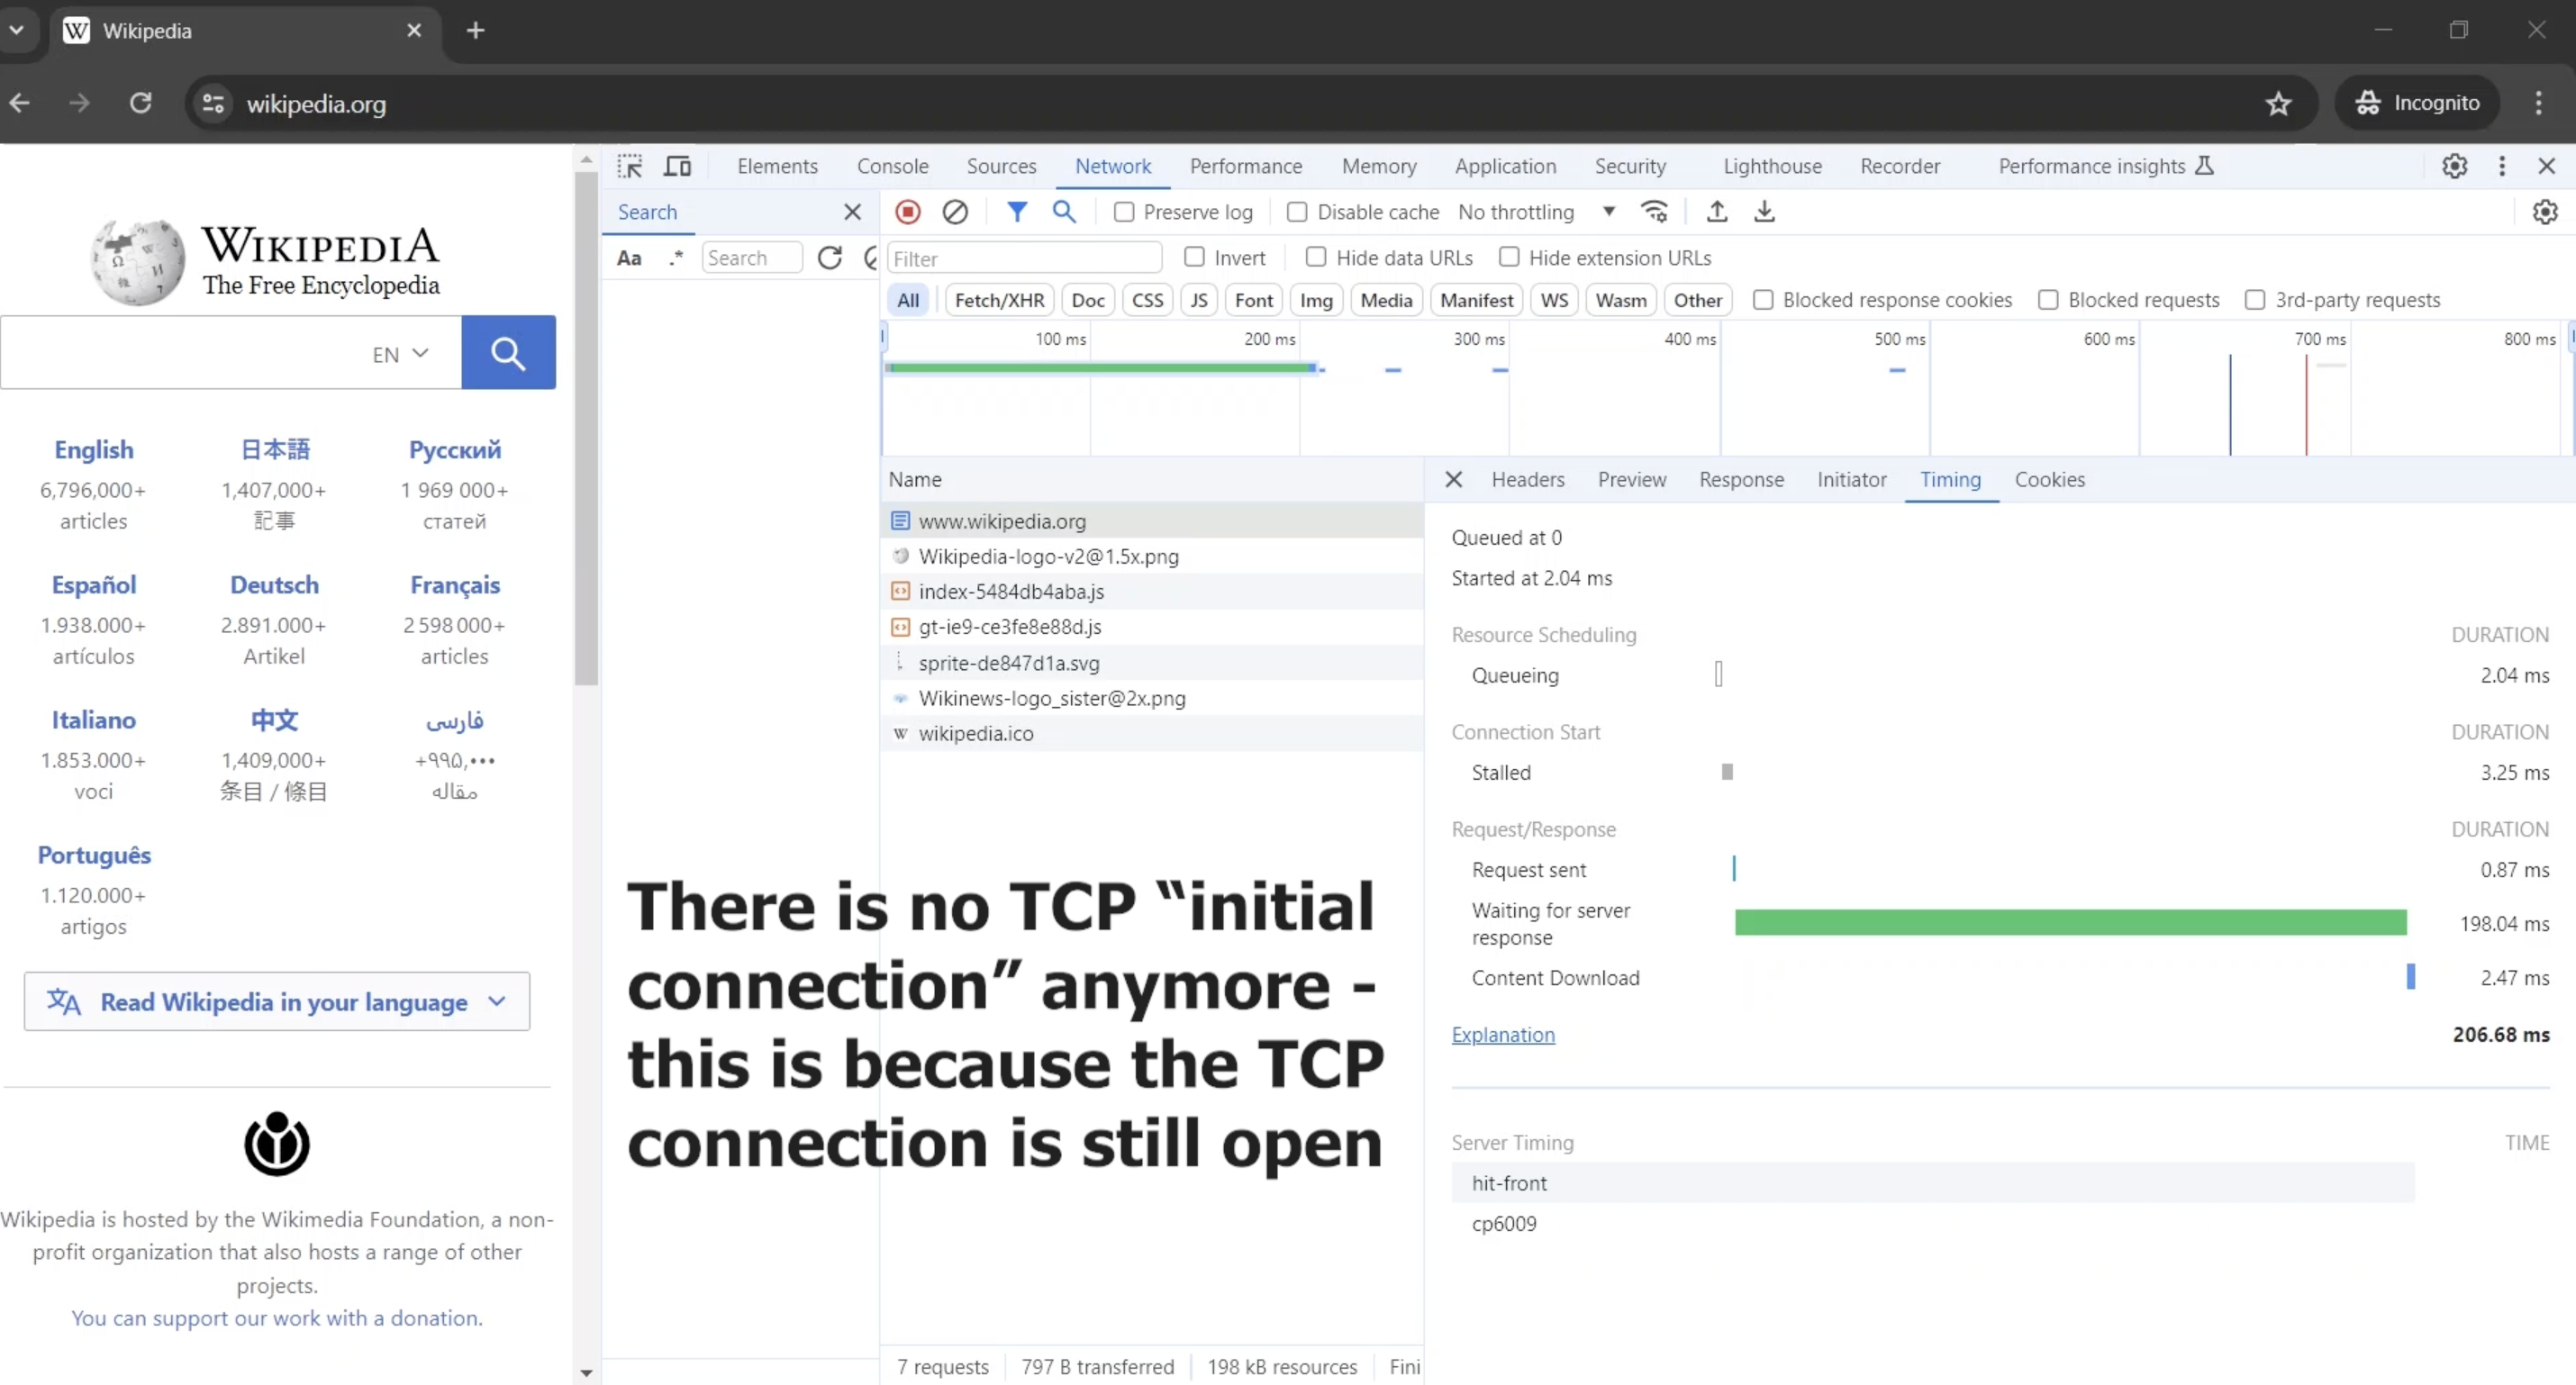 Wikipedia
wikipedia.org
Incognito
WIKIPEDIA
The Free Encyclopedia
EN
English 日本語 Русский
6,796,000+ 1,407,000+ 1 969 000+
articles 記事 статей
Español Deutsch Français
1.938.000+ 2.891.000+ 2 598 000+
artículos Artikel articles
Italiano 中文 فارسی
1.853.000+ 1,409,000+ ۹۹۵٬۰۰۰+
voci 条目 / 條目 مقاله
Português
1.120.000+
artigos
Read Wikipedia in your language
Wikipedia is hosted by the Wikimedia Foundation, a non-
profit organization that also hosts a range of other
projects.
You can support our work with a donation.
Elements Console Sources Network Performance Memory Application Security Lighthouse Recorder Performance insights
Search
Preserve log Disable cache No throttling
Aa .* Search
Filter Invert Hide data URLs Hide extension URLs
All Fetch/XHR Doc CSS JS Font Img Media Manifest WS Wasm Other Blocked response cookies Blocked requests 3rd-party requests
100 ms 200 ms 300 ms 400 ms 500 ms 600 ms 700 ms 800 ms
Name
www.wikipedia.org
Wikipedia-logo-v2@1.5x.png
index-5484db4aba.js
gt-ie9-ce3fe8e88d.js
sprite-de847d1a.svg
Wikinews-logo_sister@2x.png
wikipedia.ico
There is no TCP “initial
connection” anymore -
this is because the TCP
connection is still open
7 requests 797 B transferred 198 kB resources Fini
Headers Preview Response Initiator Timing Cookies
Queued at 0
Started at 2.04 ms
Resource Scheduling DURATION
Queueing 2.04 ms
Connection Start DURATION
Stalled 3.25 ms
Request/Response DURATION
Request sent 0.87 ms
Waiting for server
response 198.04 ms
Content Download 2.47 ms
Explanation 206.68 ms
Server Timing TIME
hit-front
cp6009